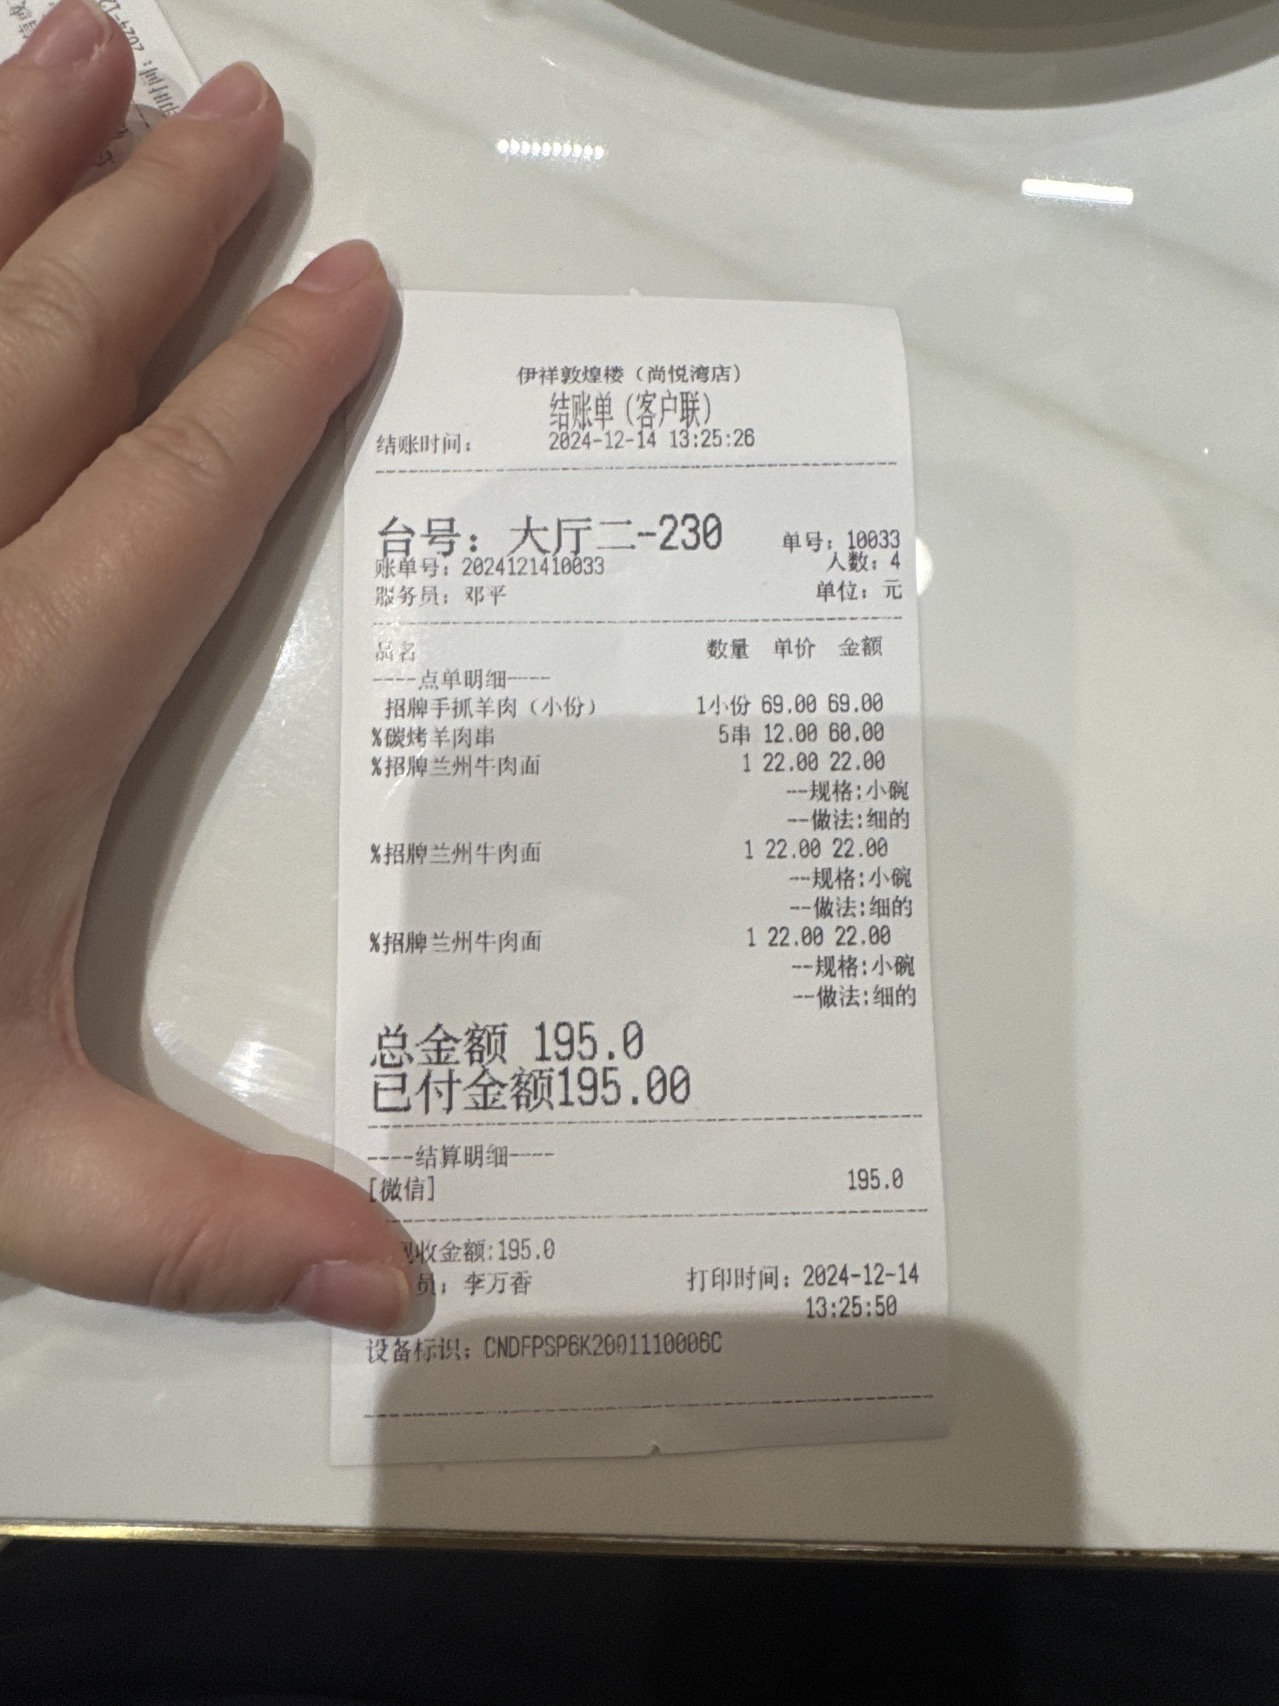 伊祥敦煌楼（尚悦湾店）
结账单（客户联）
结账时间： 2024-12-14 13:25:26
台号：大厅二-230 单号：10033
账单号：2024121410033 人数：4
服务员：邓平 单位：元
品名 数量 单价 金额
----点单明细----
招牌手抓羊肉（小份） 1小份 69.00 69.00
%碳烤羊肉串 5串 12.00 60.00
%招牌兰州牛肉面 1 22.00 22.00
--规格:小碗
--做法:细的
%招牌兰州牛肉面 1 22.00 22.00
--规格:小碗
--做法:细的
%招牌兰州牛肉面 1 22.00 22.00
--规格:小碗
--做法:细的
总金额 195.0
已付金额195.00
----结算明细----
[微信] 195.0
收金额:195.0
员：李万香 打印时间：2024-12-14
13:25:50
设备标识：CNDFPSP6K2001110006C